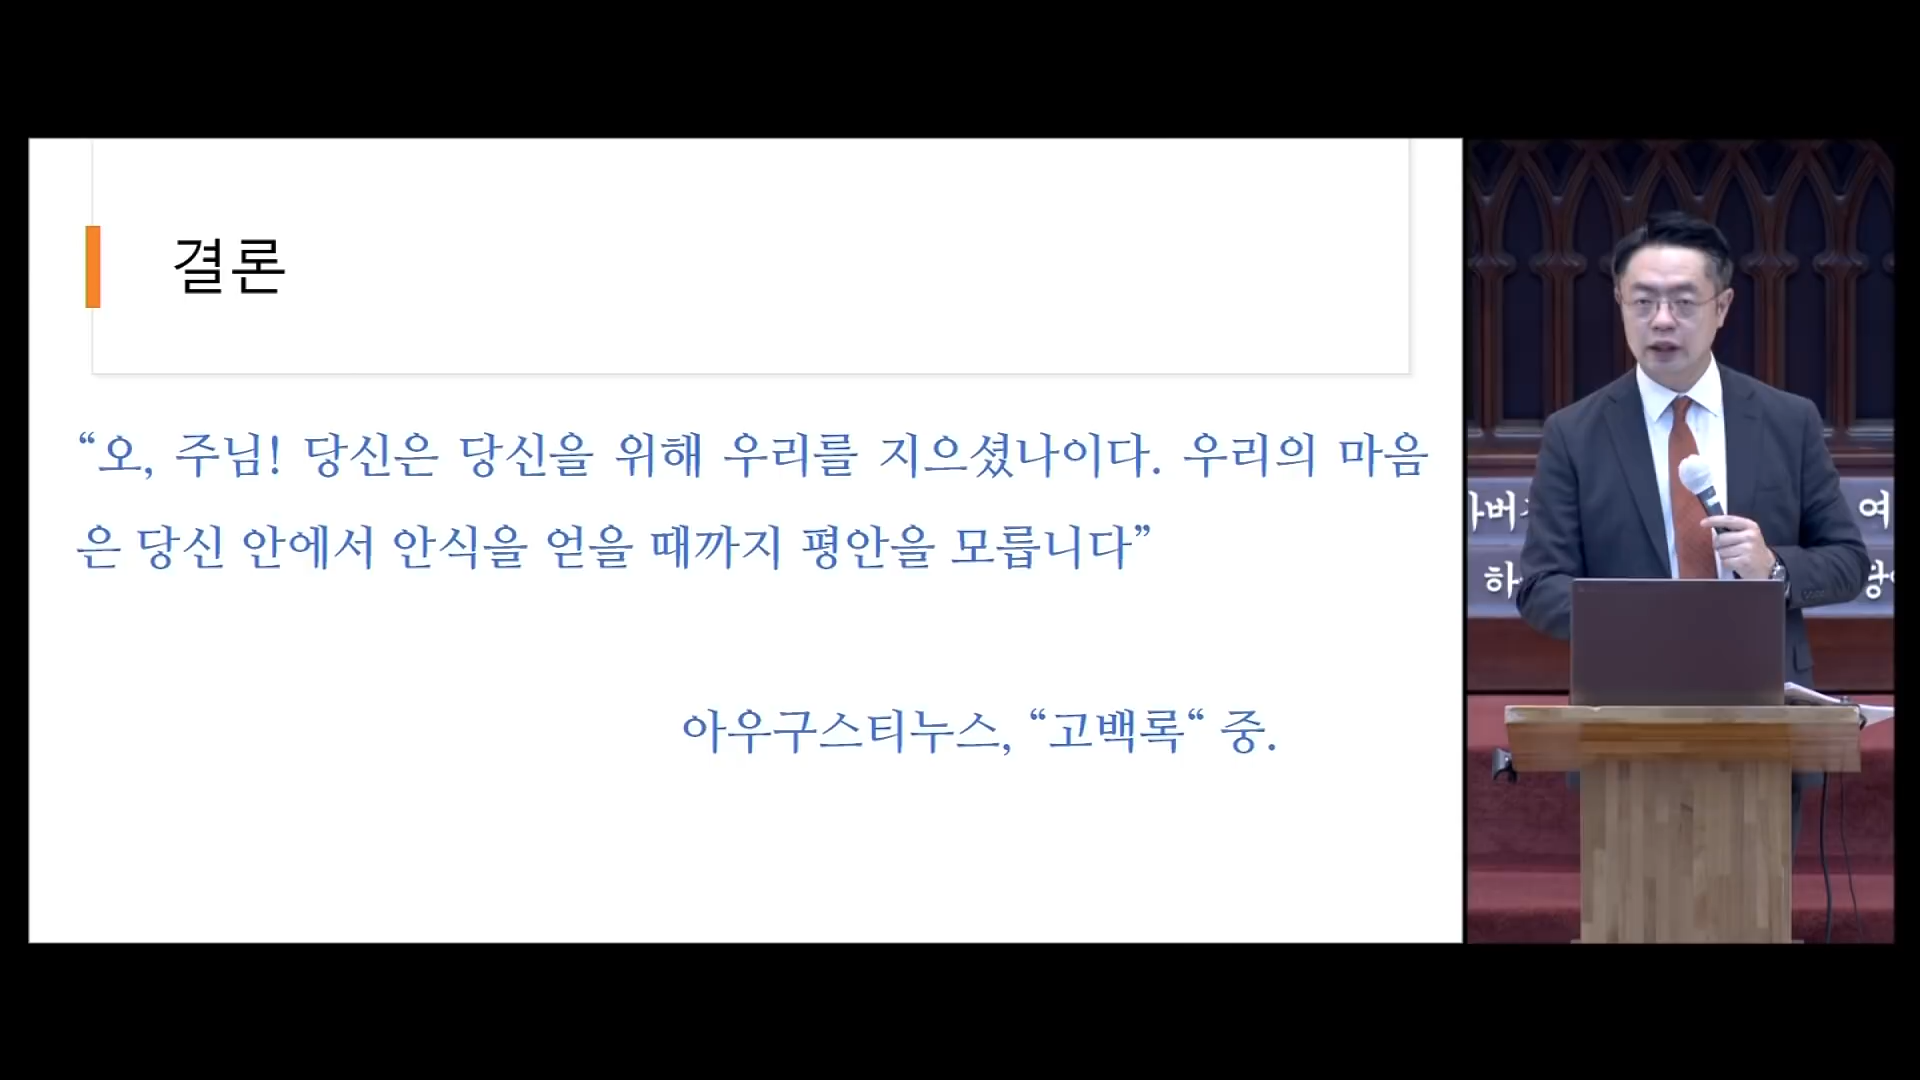 결론
“오, 주님! 당신은 당신을 위해 우리를 지으셨나이다. 우리의 마음
은 당신 안에서 안식을 얻을 때까지 평안을 모릅니다”
아우구스티누스, “고백록“ 중.
여
하